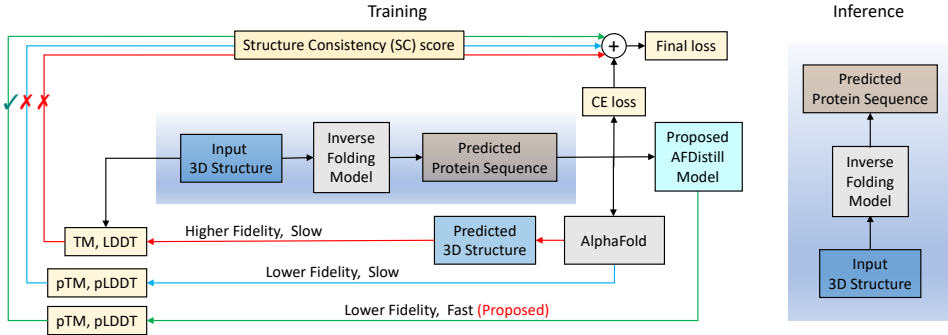 Training
Inference
Structure Consistency (SC) score
Final loss
CE loss
Input
3D Structure
Inverse
Folding
Model
Predicted
Protein Sequence
Proposed
AFDistill
Model
TM, LDDT
Higher Fidelity, Slow
Predicted
3D Structure
AlphaFold
pTM, pLDDT
Lower Fidelity, Slow
pTM, pLDDT
Lower Fidelity, Fast (Proposed)
Predicted
Protein Sequence
Inverse
Folding
Model
Input
3D Structure